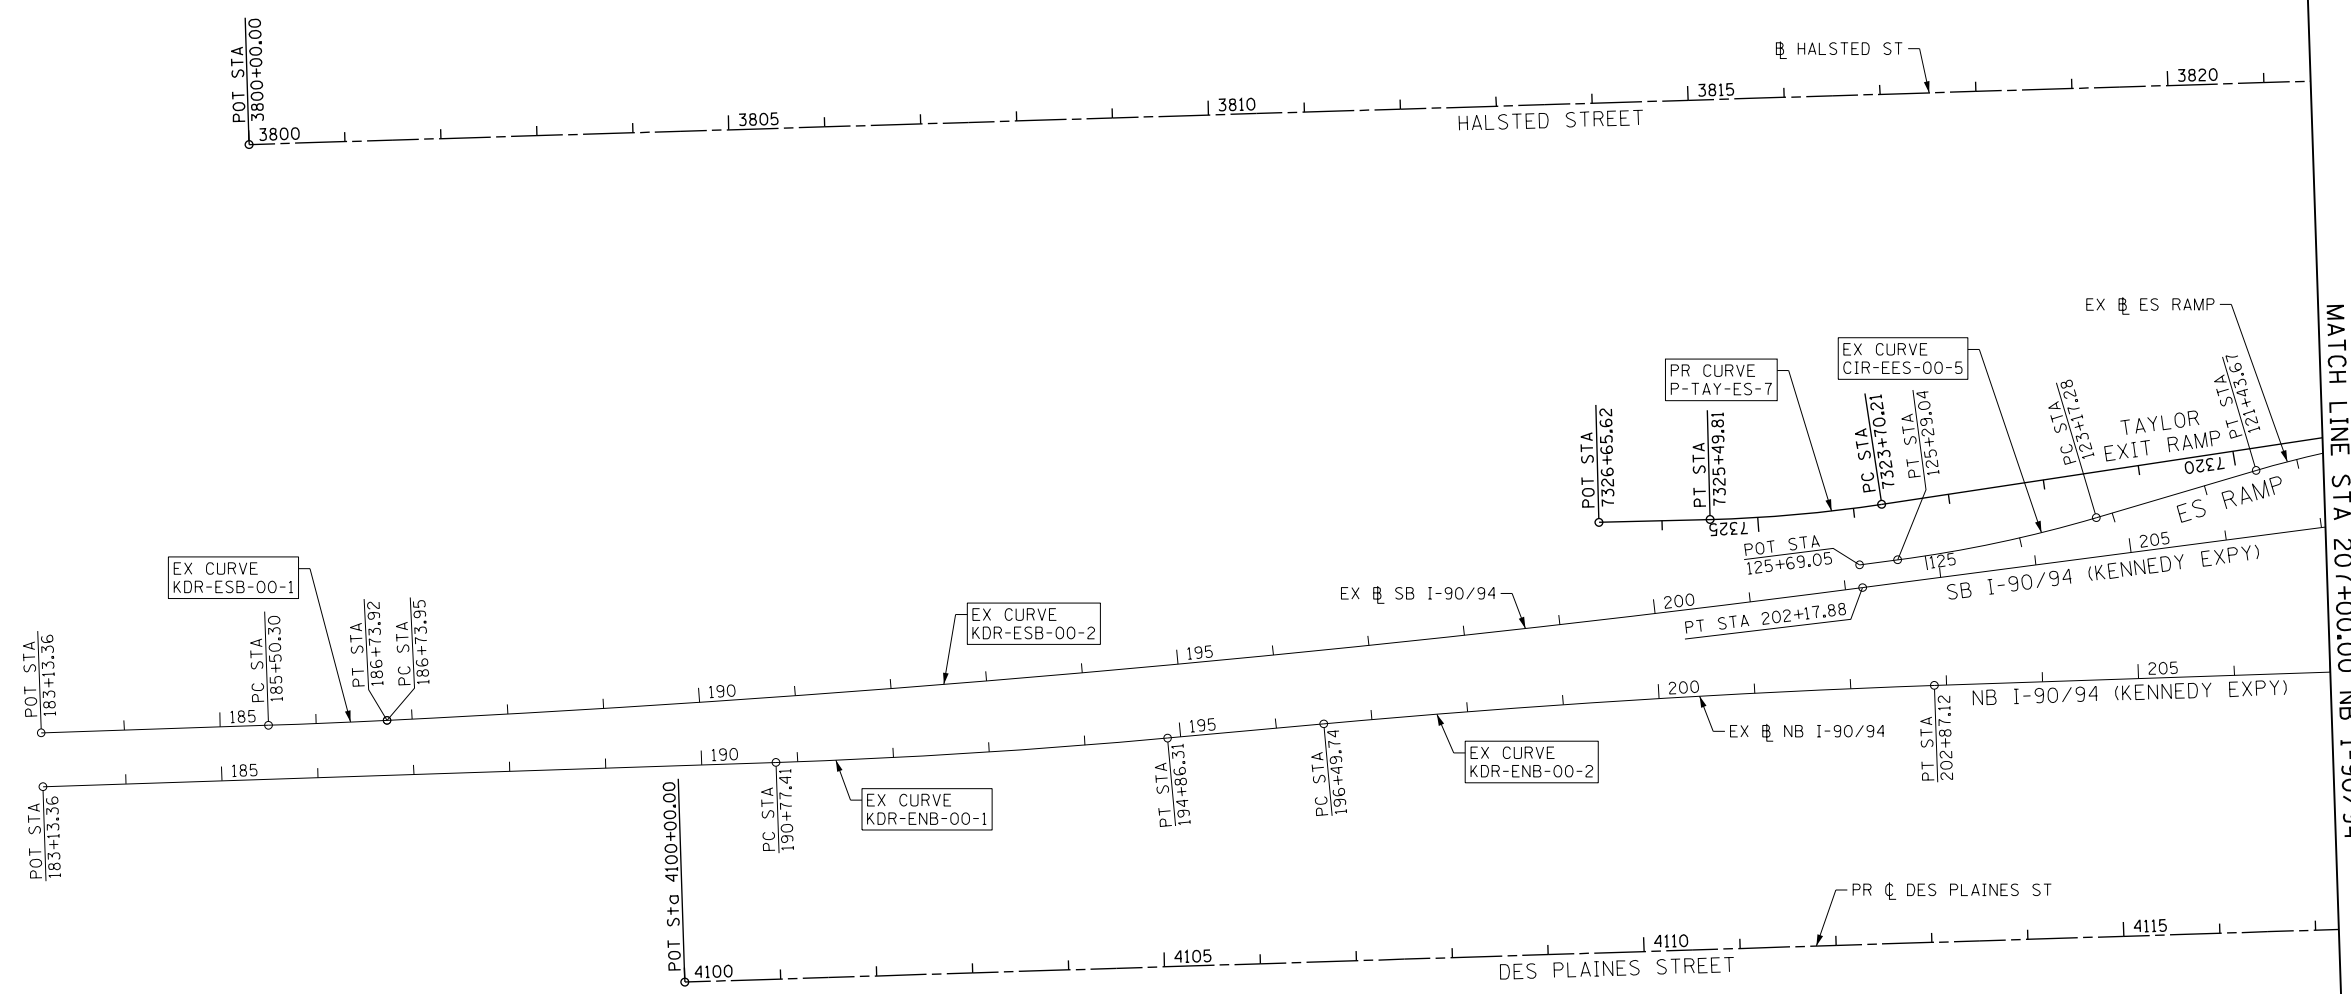 POT STA
3800+00.00
3800
3805
3810
3815
3820
HALSTED STREET
℄ HALSTED ST
EX ℄ ES RAMP
POT STA
7326+65.62
PT STA
7325+49.81
PR CURVE
P-TAY-ES-7
PC STA
7323+70.21
EX CURVE
CIR-EES-00-5
PT STA
125+29.04
PC STA
123+17.28
PT STA
121+43.67
TAYLOR
EXIT RAMP
7320
7325
ES RAMP
POT STA
125+69.05
125
205
SB I-90/94 (KENNEDY EXPY)
PT STA 202+17.88
EX ℄ SB I-90/94
200
195
190
185
EX CURVE
KDR-ESB-00-1
POT STA
183+13.36
PC STA
185+50.30
PT STA
186+73.92
PC STA
186+73.95
EX CURVE
KDR-ESB-00-2
POT STA
183+13.36
185
190
195
200
205
NB I-90/94 (KENNEDY EXPY)
PC STA
190+77.41
EX CURVE
KDR-ENB-00-1
PT STA
194+86.31
PC STA
196+49.74
EX CURVE
KDR-ENB-00-2
EX ℄ NB I-90/94
PT STA
202+87.12
POT Sta 4100+00.00
4100
4105
4110
4115
DES PLAINES STREET
PR ℄ DES PLAINES ST
MATCH LINE STA 207+00.00 NB I-90/94